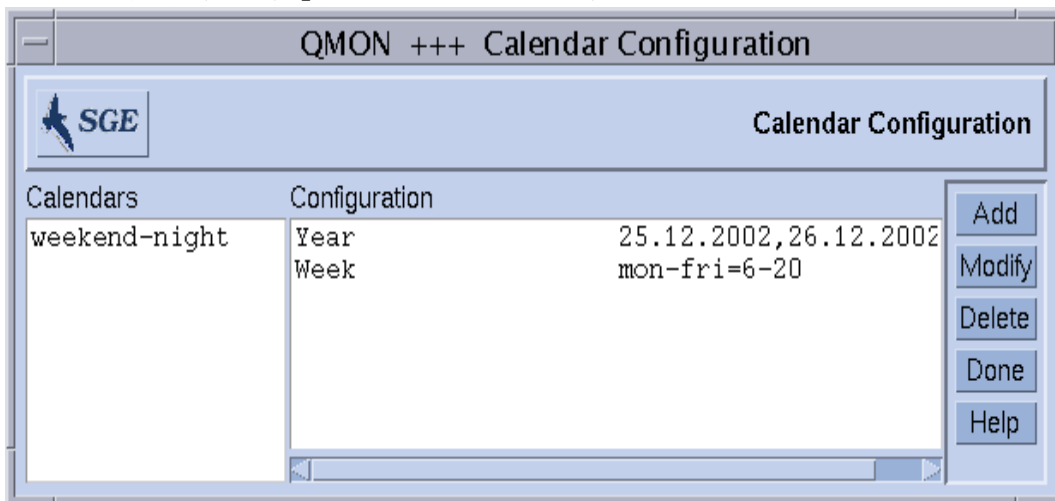 QMON +++ Calendar Configuration
SGE
Calendar Configuration
Calendars
Configuration
weekend-night
Year 25.12.2002,26.12.2002
Week mon-fri=6-20
Add
Modify
Delete
Done
Help